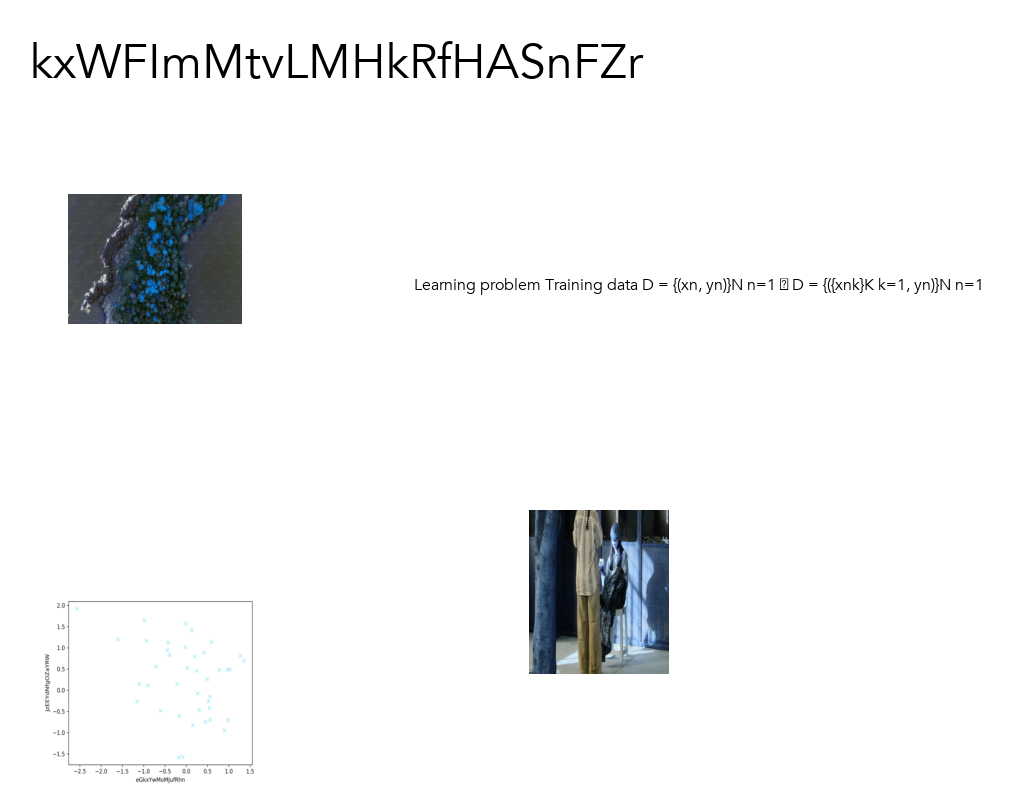 kxWFImMtvLMHkRfHASnFZr
Learning problem Training data D = {(xn, yn)}N n=1 D = {({xnk}K k=1, yn)}N n=1
2.0
1.5
1.0
0.5
0.0
−0.5
−1.0
−1.5
−2.5 −2.0 −1.5 −1.0 −0.5 0.0 0.5 1.0 1.5